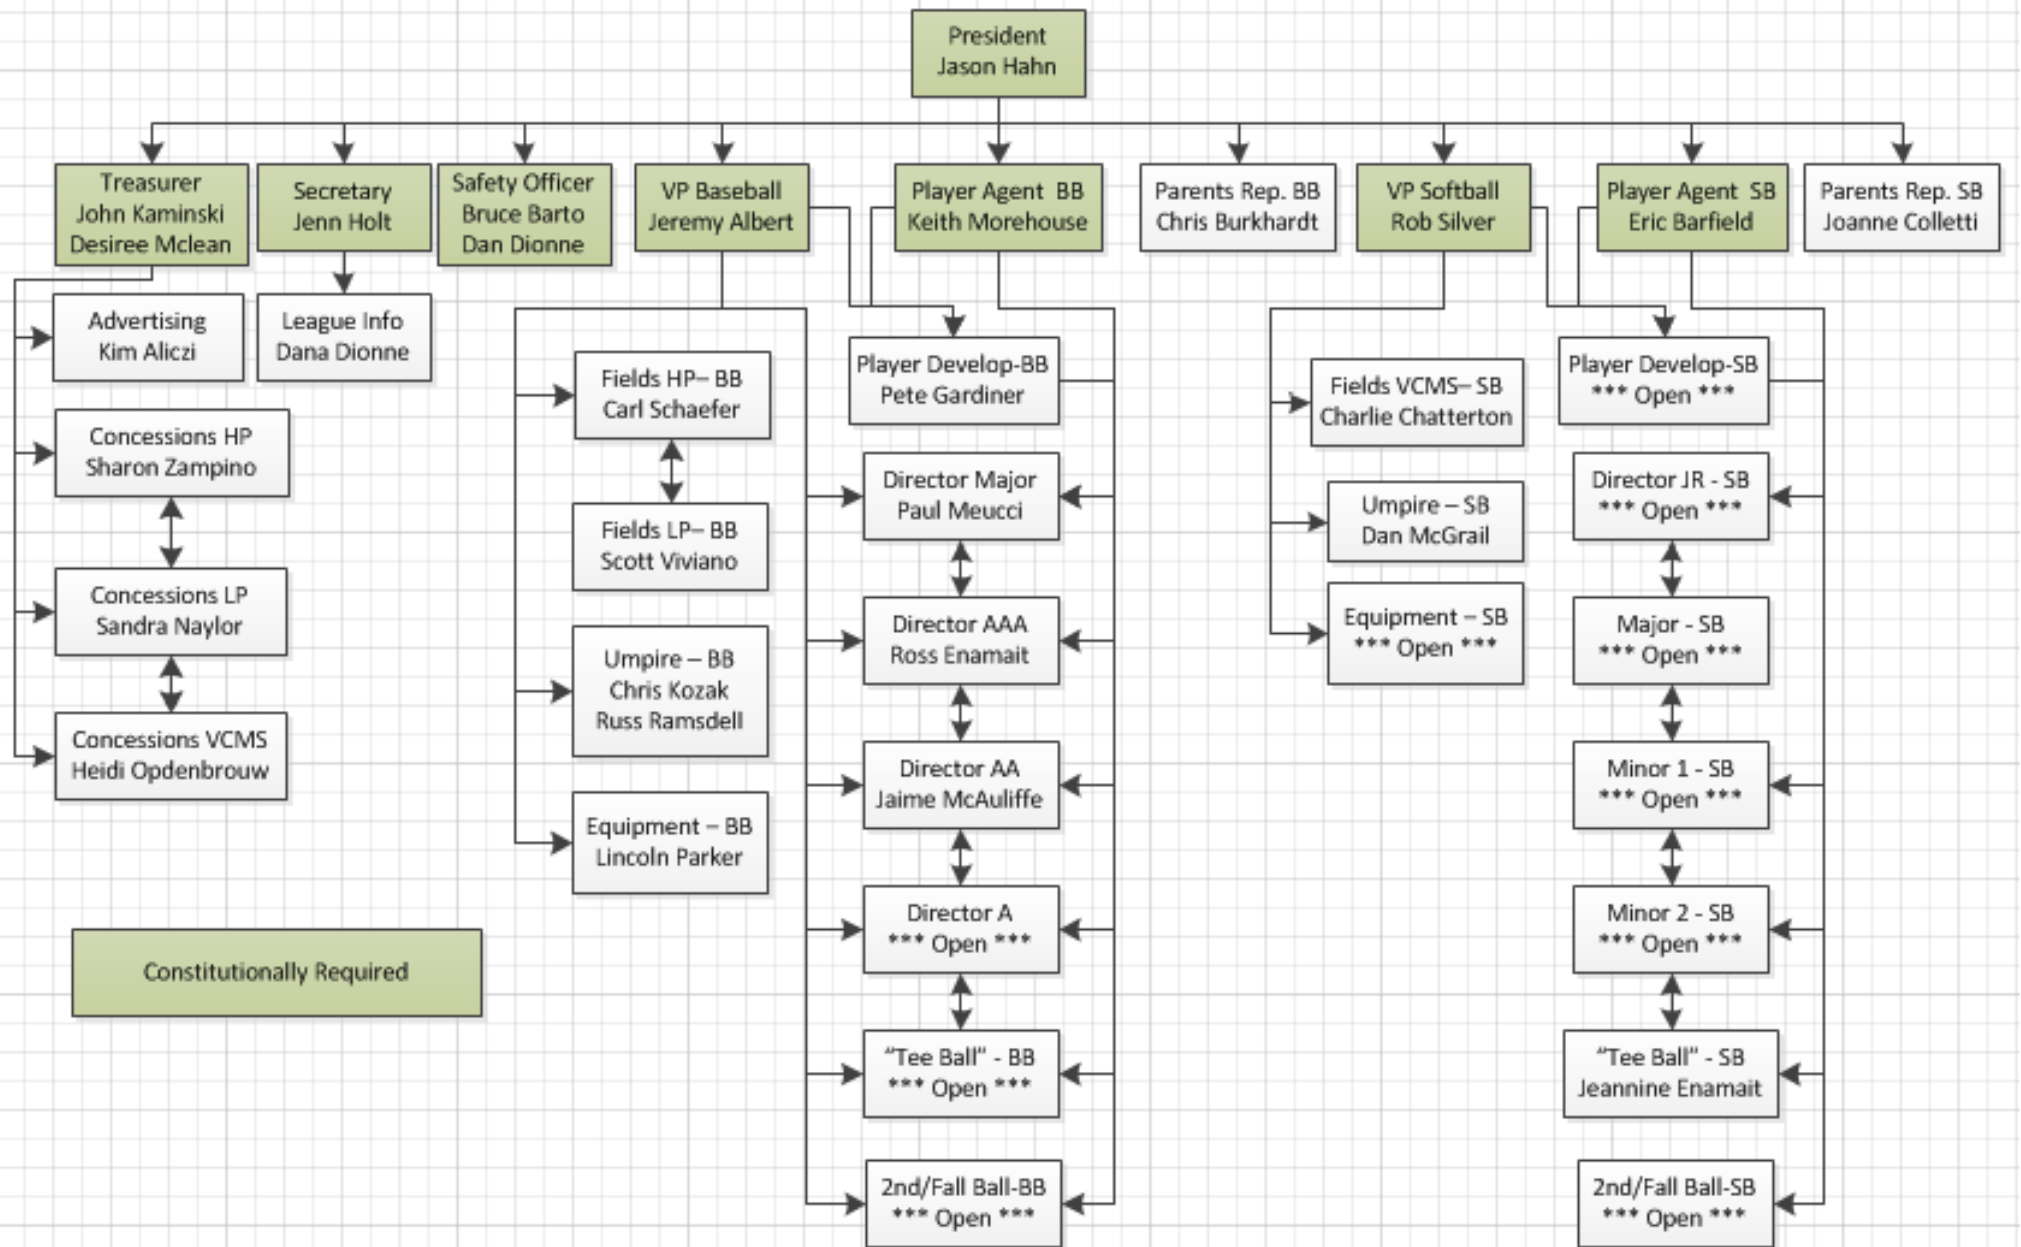 President
Jason Hahn
Treasurer
John Kaminski
Desiree Mclean
Secretary
Jenn Holt
Safety Officer
Bruce Barto
Dan Dionne
VP Baseball
Jeremy Albert
Player Agent  BB
Keith Morehouse
Parents Rep. BB
Chris Burkhardt
VP Softball
Rob Silver
Player Agent  SB
Eric Barfield
Parents Rep. SB
Joanne Colletti
Advertising
Kim Aliczi
Concessions HP
Sharon Zampino
Concessions LP
Sandra Naylor
Concessions VCMS
Heidi Opdenbrouw
League Info
Dana Dionne
Fields HP– BB
Carl Schaefer
Fields LP– BB
Scott Viviano
Umpire – BB
Chris Kozak
Russ Ramsdell
Equipment – BB
Lincoln Parker
Player Develop-BB
Pete Gardiner
Director Major
Paul Meucci
Director AAA
Ross Enamait
Director AA
Jaime McAuliffe
Director A
*** Open ***
“Tee Ball” - BB
*** Open ***
2nd/Fall Ball-BB
*** Open ***
Fields VCMS– SB
Charlie Chatterton
Umpire – SB
Dan McGrail
Equipment – SB
*** Open ***
Player Develop-SB
*** Open ***
Director JR - SB
*** Open ***
Major - SB
*** Open ***
Minor 1 - SB
*** Open ***
Minor 2 - SB
*** Open ***
“Tee Ball” - SB
Jeannine Enamait
2nd/Fall Ball-SB
*** Open ***
Constitutionally Required